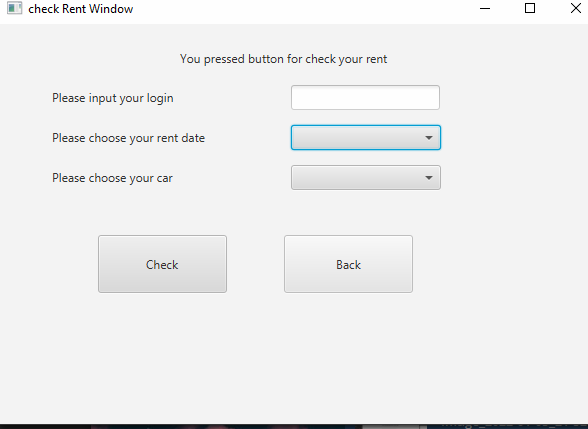 check Rent Window
You pressed button for check your rent
Please input your login
Please choose your rent date
Please choose your car
Check Back